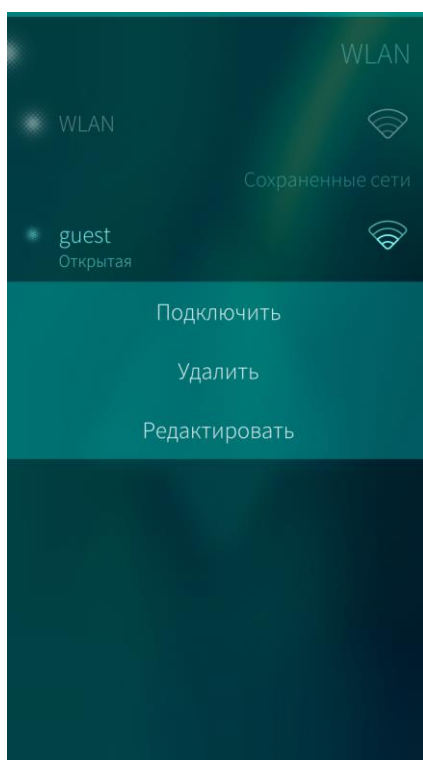 WLAN
WLAN
Сохраненные сети
guest
Открытая
Подключить
Удалить
Редактировать